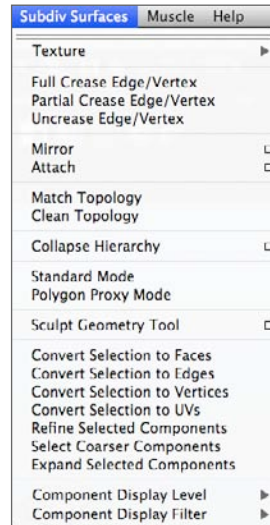 Subdiv Surfaces Muscle Help
Texture
Full Crease Edge/Vertex
Partial Crease Edge/Vertex
Uncrease Edge/Vertex
Mirror
Attach
Match Topology
Clean Topology
Collapse Hierarchy
Standard Mode
Polygon Proxy Mode
Sculpt Geometry Tool
Convert Selection to Faces
Convert Selection to Edges
Convert Selection to Vertices
Convert Selection to UVs
Refine Selected Components
Select Coarser Components
Expand Selected Components
Component Display Level
Component Display Filter